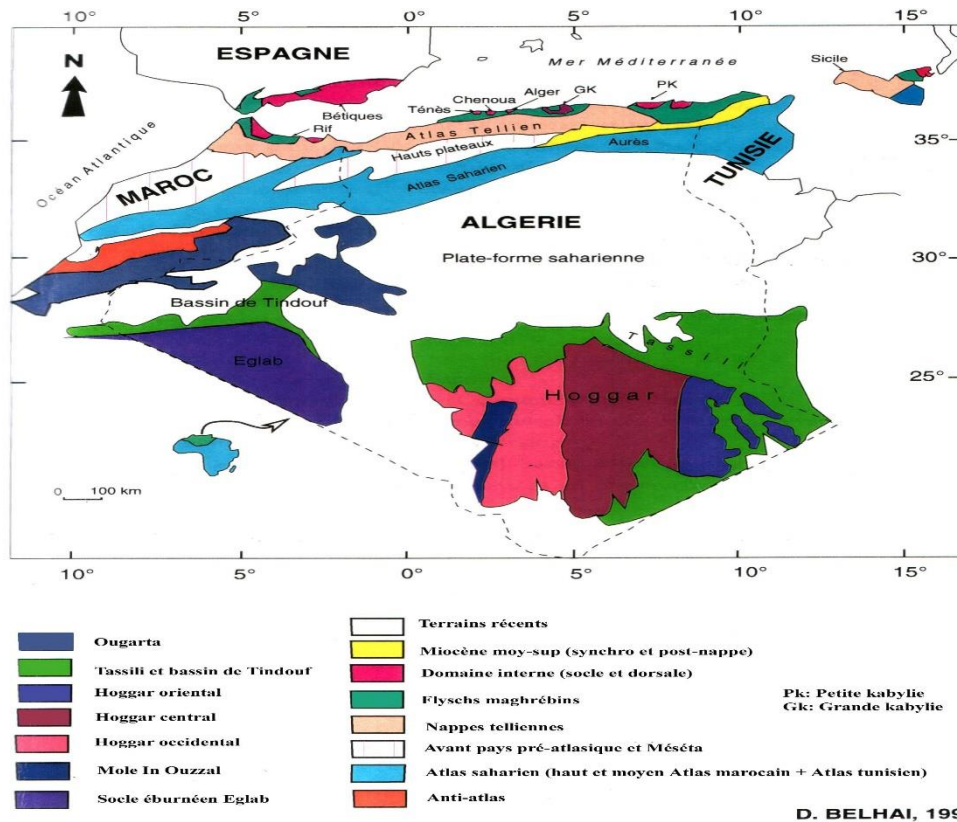 10° 5° 0° 5° 10° 15°
ESPAGNE
N
Mer Méditerranée
Sicile
Bétiques
Ténès
Chenoua
Alger
GK
PK
Rif
Atlas Tellien
Hauts plateaux
Aurès
Océan Atlantique
MAROC
Atlas Saharien
TUNISIE
35°
ALGERIE
Plate-forme saharienne
30°
Bassin de Tindouf
Eglab
Tassili
Hoggar
25°
0 100 km
10° 5° 0° 5° 10° 15°
Ougarta
Tassili et bassin de Tindouf
Hoggar oriental
Hoggar central
Hoggar occidental
Mole In Ouzzal
Socle éburnéen Eglab
Terrains récents
Miocène moy-sup (synchro et post-nappe)
Domaine interne (socle et dorsale)
Flyschs maghrébins
Nappes telliennes
Avant pays pré-atlasique et Méséta
Atlas saharien (haut et moyen Atlas marocain + Atlas tunisien)
Anti-atlas
Pk: Petite kabylie
Gk: Grande kabylie
D. BELHAI, 199